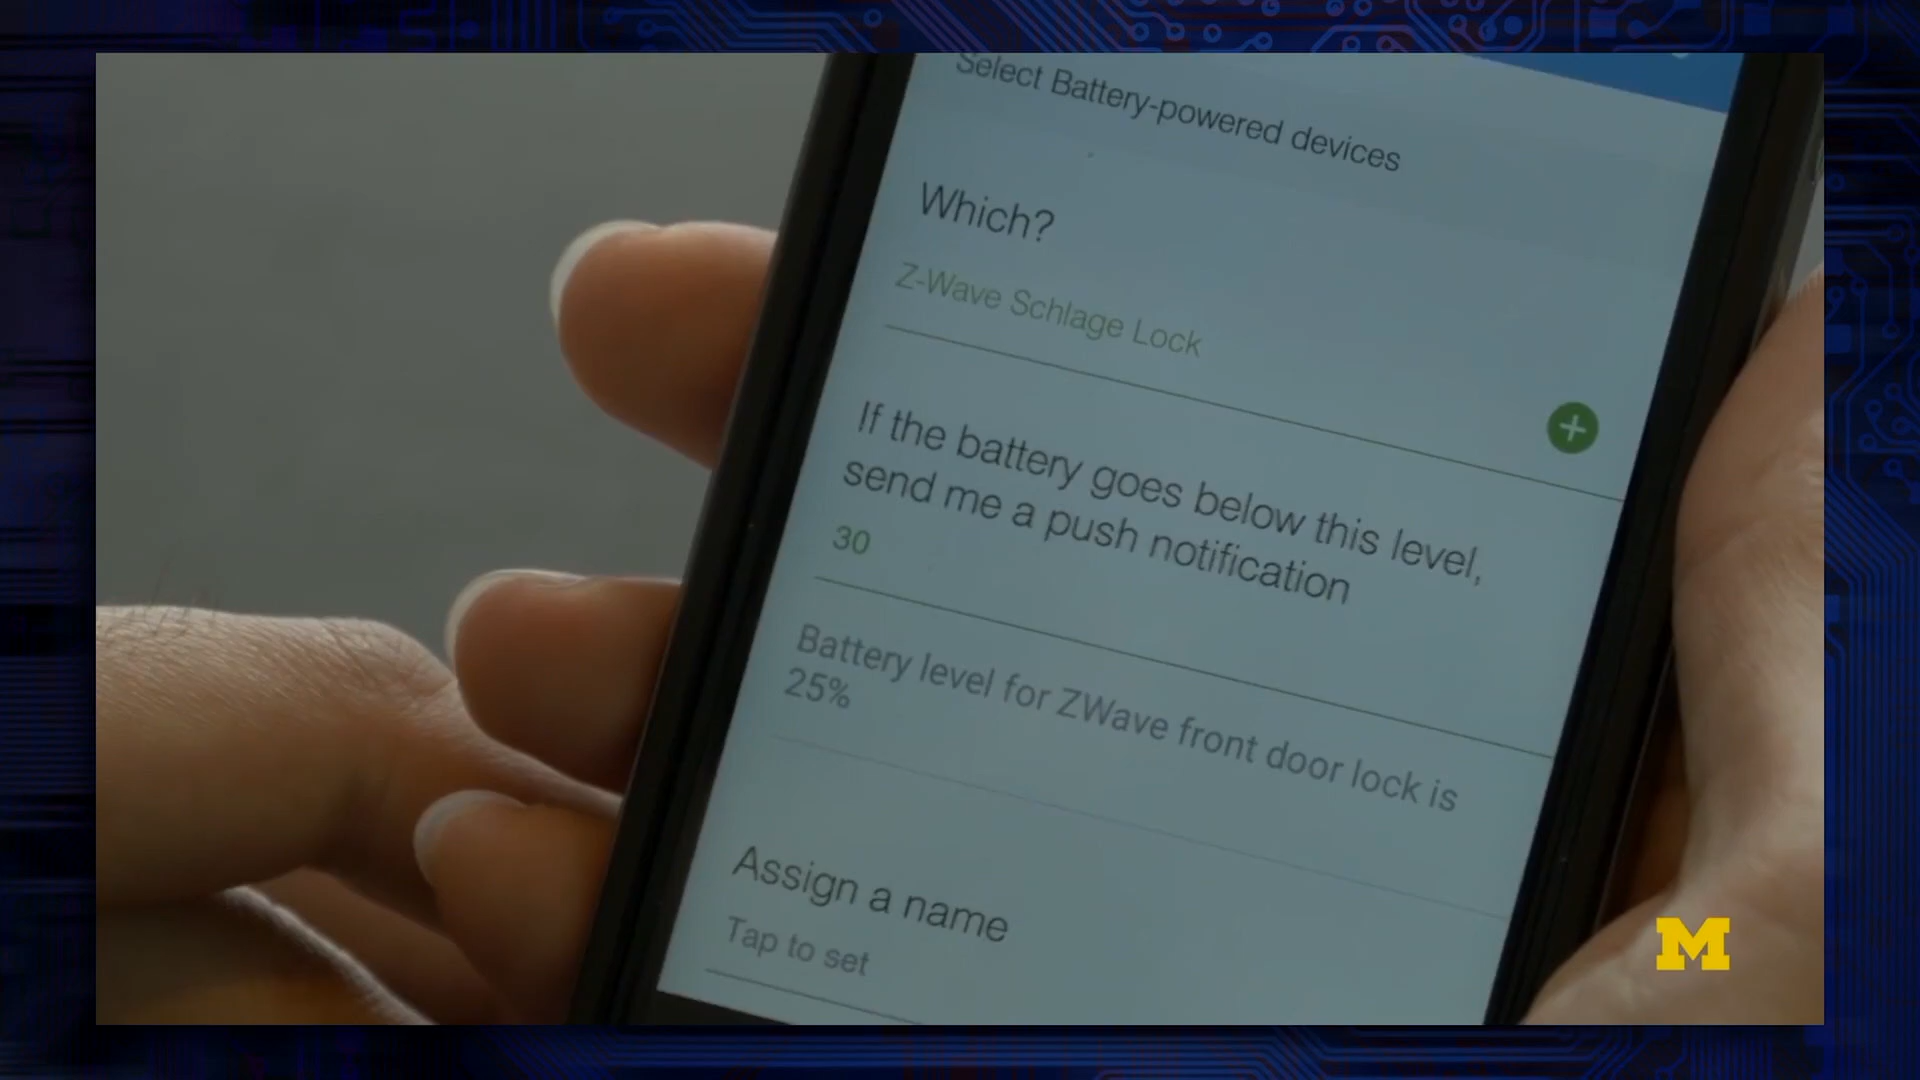 Select Battery-powered devices
Which?
Z-Wave Schlage Lock
If the battery goes below this level,
send me a push notification
30
Battery level for ZWave front door lock is
25%
Assign a name
Tap to set
M